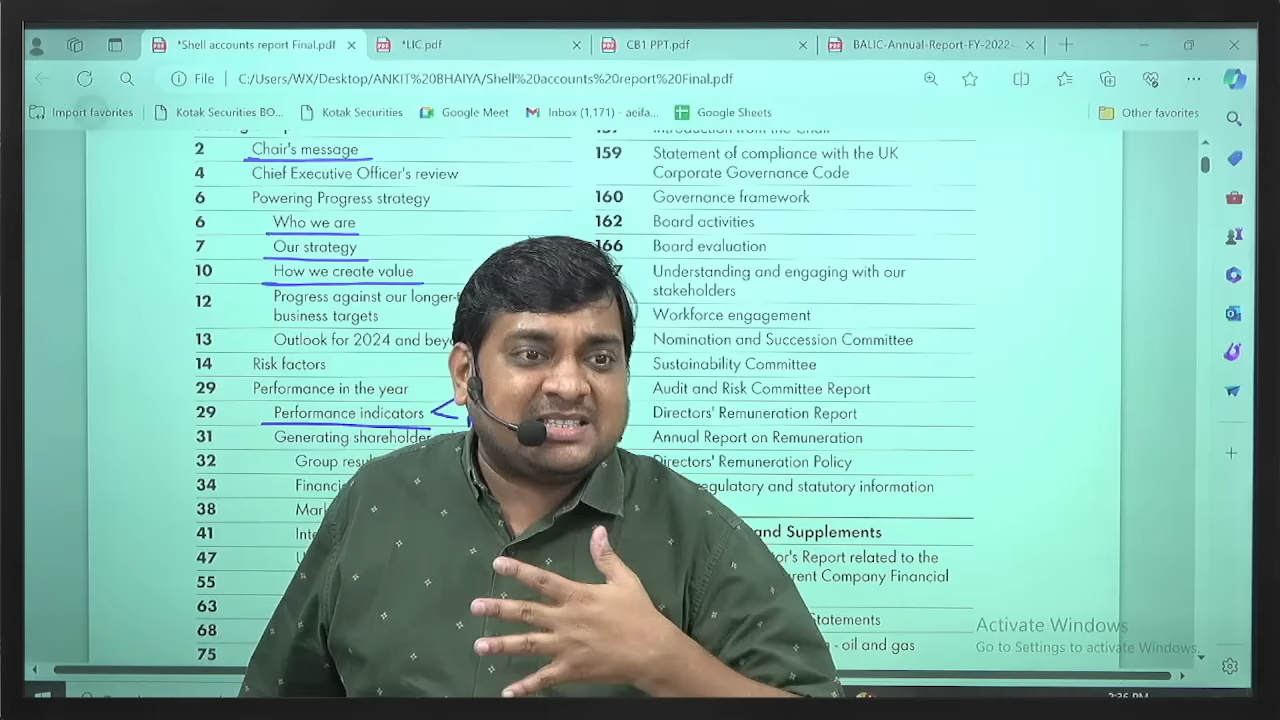 *Shell accounts report Final.pdf
*LIC.pdf
CB1 PPT.pdf
BALIC-Annual-Report-FY-2022-
File
C:/Users/WX/Desktop/ANKIT%20BHAIYA/Shell%20accounts%20report%20Final.pdf
Import favorites
Kotak Securities BO...
Kotak Securities
Google Meet
Inbox (1,171) - aeifa...
Google Sheets
Other favorites
2 Chair's message
4 Chief Executive Officer's review
6 Powering Progress strategy
6 Who we are
7 Our strategy
10 How we create value
12 Progress against our longer-
business targets
13 Outlook for 2024 and
14 Risk factors
29 Performance in the year
29 Performance indicators
31 Generating shareholder
32 Group
34
38
41
47
55
63
68
75
Introduction from the Chair
159 Statement of compliance with the UK
Corporate Governance Code
160 Governance framework
162 Board activities
166 Board evaluation
Understanding and engaging with our
stakeholders
Workforce engagement
Nomination and Succession Committee
Sustainability Committee
Audit and Risk Committee Report
Directors' Remuneration Report
Annual Report on Remuneration
Directors' Remuneration Policy
regulatory and statutory information
and Supplements
Report related to the
Company Financial
Statements
- oil and gas
Activate Windows
Go to Settings to activate Windows.